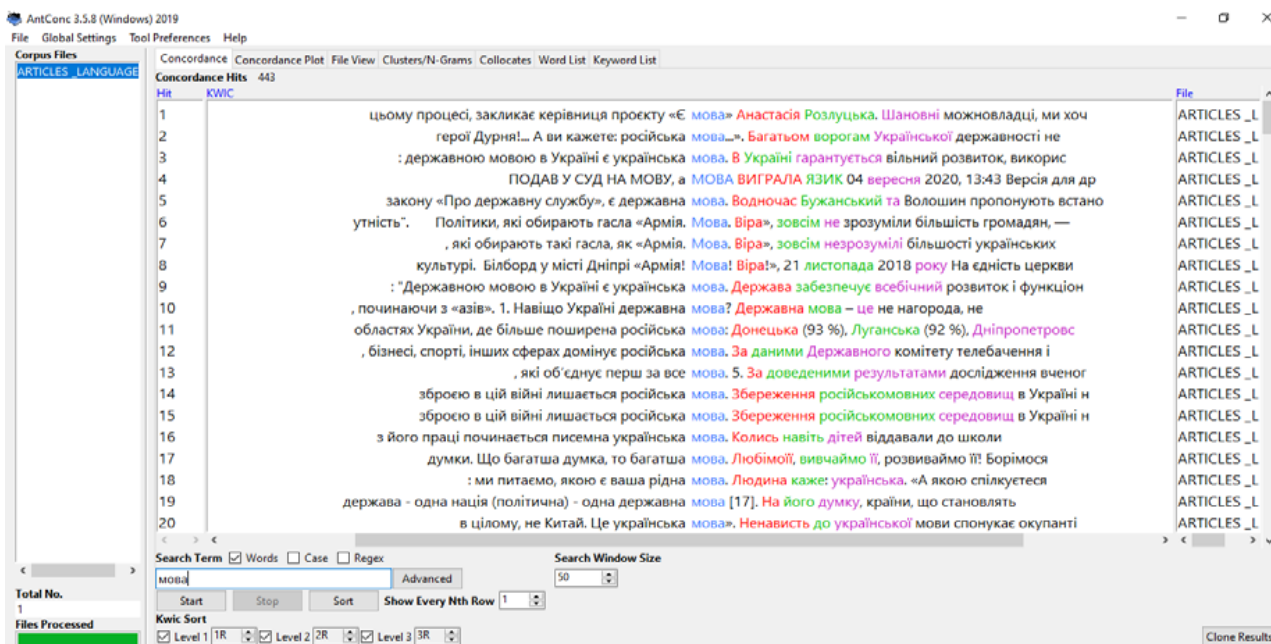 AntConc 3.5.8 (Windows) 2019
File Global Settings Tool Preferences Help
Corpus Files
ARTICLES _LANGUAGE
Concordance Concordance Plot File View Clusters/N-Grams Collocates Word List Keyword List
Concordance Hits 443
Hit KWIC File
1 цьому процесі, закликає керівниця проєкту «Є мова» Анастасія Розлуцька. Шановні можновладці, ми хоч ARTICLES _L
2 герої Дурня!... А ви кажете: російська мова...». Багатьом ворогам Української державності не ARTICLES _L
3 : державною мовою в Україні є українська мова. В Україні гарантується вільний розвиток, викорис ARTICLES _L
4 ПОДАВ У СУД НА МОВУ, а МОВА ВИГРАЛА ЯЗИК 04 вересня 2020, 13:43 Версія для др ARTICLES _L
5 закону «Про державну службу», є державна мова. Водночас Бужанський та Волошин пропонують встано ARTICLES _L
6 утність". Політики, які обирають гасла «Армія. Мова. Віра», зовсім не зрозуміли більшість громадян, — ARTICLES _L
7 , які обирають такі гасла, як «Армія. Мова. Віра», зовсім незрозумілі більшості українських ARTICLES _L
8 культурі. Білборд у місті Дніпрі «Армія! Мова! Віра!», 21 листопада 2018 року На єдність церкви ARTICLES _L
9 : "Державною мовою в Україні є українська мова. Держава забезпечує всебічний розвиток і функціон ARTICLES _L
10 , починаючи з «азів». 1. Навіщо Україні державна мова? Державна мова – це не нагорода, не ARTICLES _L
11 областях України, де більше поширена російська мова: Донецька (93 %), Луганська (92 %), Дніпропетровс ARTICLES _L
12 , бізнесі, спорті, інших сферах домінує російська мова. За даними Державного комітету телебачення і ARTICLES _L
13 , які об'єднує перш за все мова. 5. За доведеними результатами дослідження вченог ARTICLES _L
14 зброєю в цій війні лишається російська мова. Збереження російськомовних середовищ в Україні н ARTICLES _L
15 зброєю в цій війні лишається російська мова. Збереження російськомовних середовищ в Україні н ARTICLES _L
16 з його праці починається писемна українська мова. Колись навіть дітей віддавали до школи ARTICLES _L
17 думки. Що багатша думка, то багатша мова. Любімоїї, вивчаймо її, розвиваймо її! Борімося ARTICLES _L
18 : ми питаємо, якою є ваша рідна мова. Людина каже: українська. «А якою спілкуєтеся ARTICLES _L
19 держава - одна нація (політична) - одна державна мова [17]. На його думку, країни, що становлять ARTICLES _L
20 в цілому, не Китай. Це українська мова». Ненависть до української мови спонукає окупанті ARTICLES _L
Search Term Words Case Regex Search Window Size
мова Advanced 50
Start Stop Sort Show Every Nth Row 1
Kwic Sort
Level 1 1R Level 2 2R Level 3 3R Clone Results
Total No.
1
Files Processed